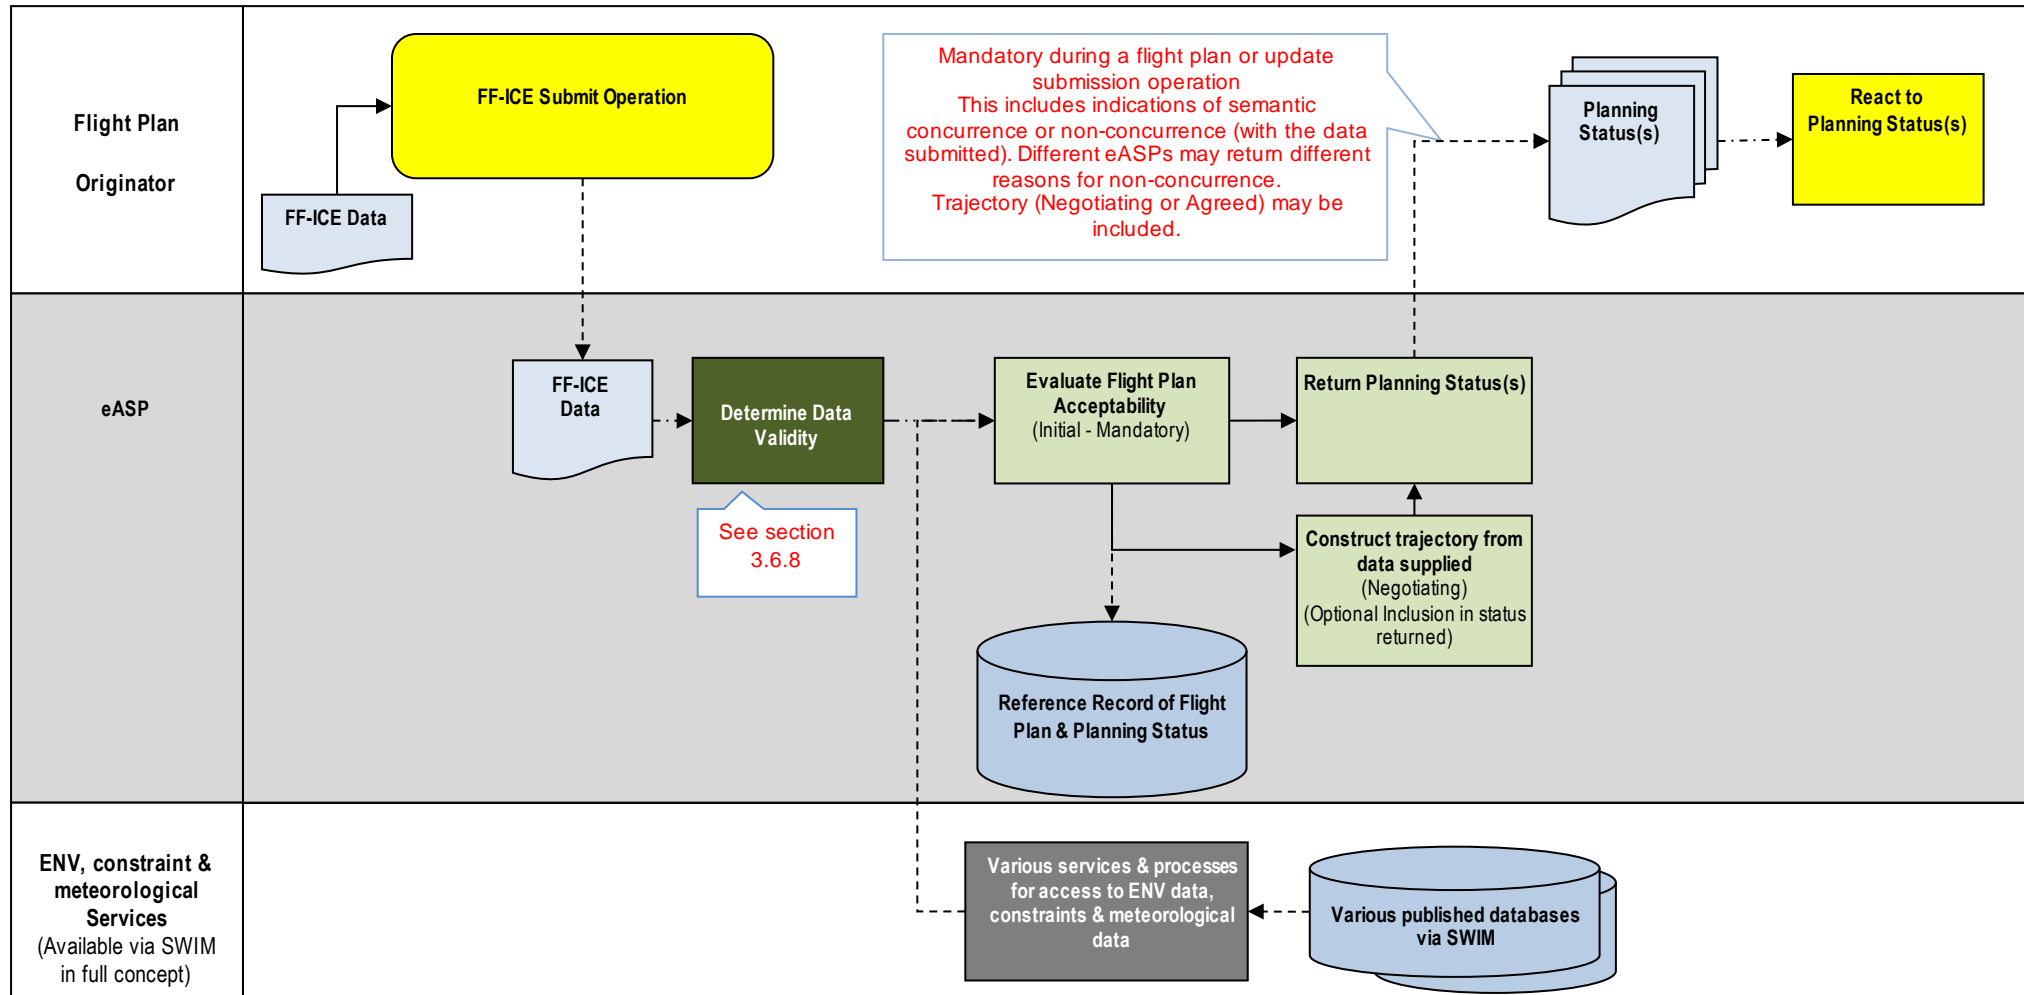 Flight Plan
Originator
FF-ICE Data
FF-ICE Submit Operation
Mandatory during a flight plan or update
submission operation
This includes indications of semantic
concurrence or non-concurrence (with the data
submitted). Different eASPs may return different
reasons for non-concurrence.
Trajectory (Negotiating or Agreed) may be
included.
Planning
Status(s)
React to
Planning Status(s)
eASP
FF-ICE
Data
Determine Data
Validity
See section
3.6.8
Evaluate Flight Plan
Acceptability
(Initial - Mandatory)
Return Planning Status(s)
Construct trajectory from
data supplied
(Negotiating)
(Optional Inclusion in status
returned)
Reference Record of Flight
Plan & Planning Status
ENV, constraint &
meteorological
Services
(Available via SWIM
in full concept)
Various services & processes
for access to ENV data,
constraints & meteorological
data
Various published databases
via SWIM